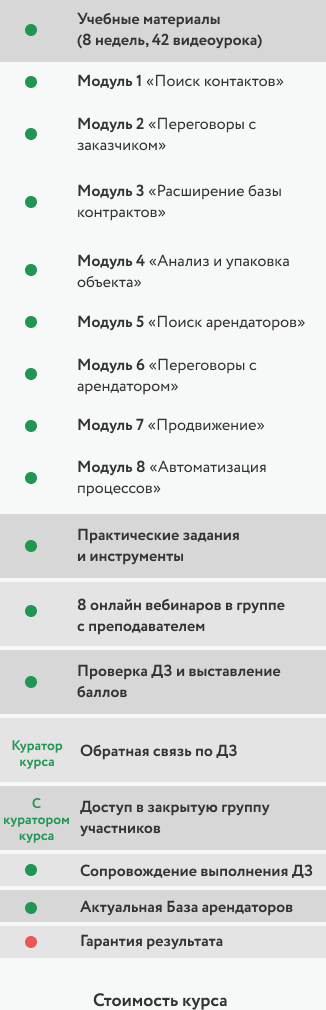 Учебные материалы
(8 недель, 42 видеоурока)
Модуль 1 «Поиск контактов»
Модуль 2 «Переговоры с
заказчиком»
Модуль 3 «Расширение базы
контрактов»
Модуль 4 «Анализ и упаковка
объекта»
Модуль 5 «Поиск арендаторов»
Модуль 6 «Переговоры с
арендатором»
Модуль 7 «Продвижение»
Модуль 8 «Автоматизация
процессов»
Практические задания
и инструменты
8 онлайн вебинаров в группе
с преподавателем
Проверка ДЗ и выставление
баллов
Куратор
курса
Обратная связь по ДЗ
С
куратором
курса
Доступ в закрытую группу
участников
Сопровождение выполнения ДЗ
Актуальная База арендаторов
Гарантия результата
Стоимость курса